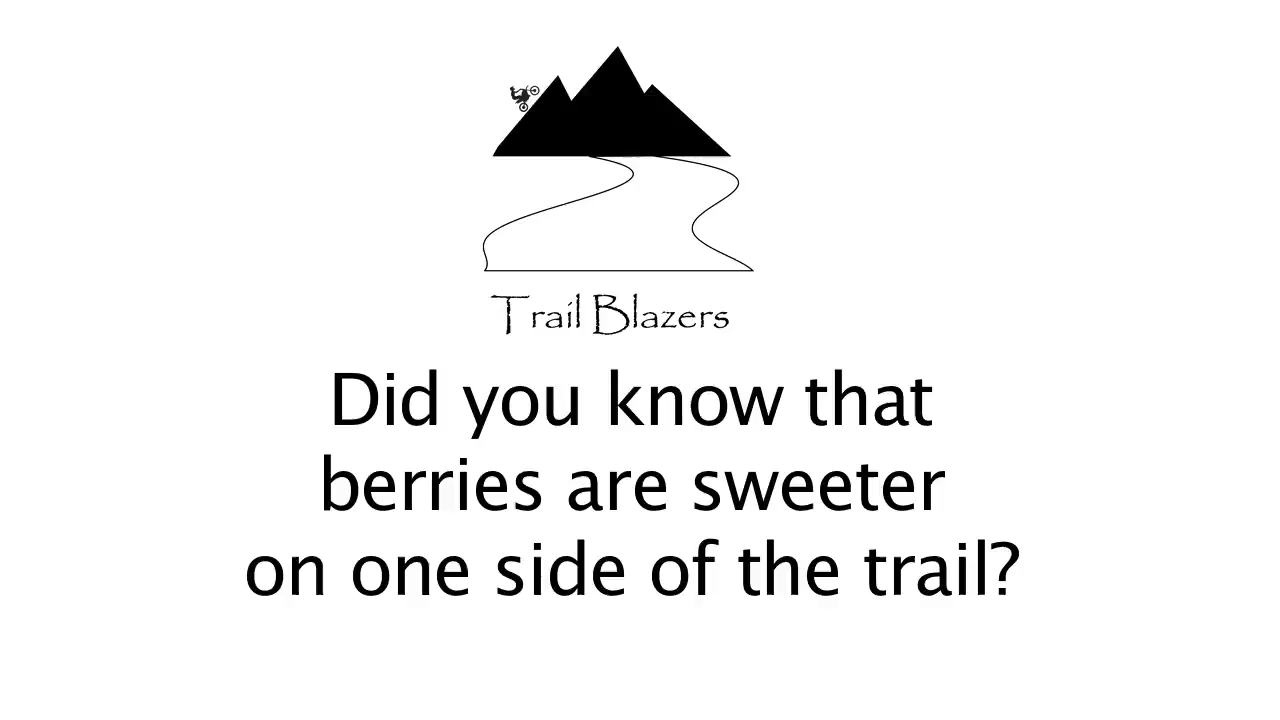 Trail Blazers
Did you know that
berries are sweeter
on one side of the trail?